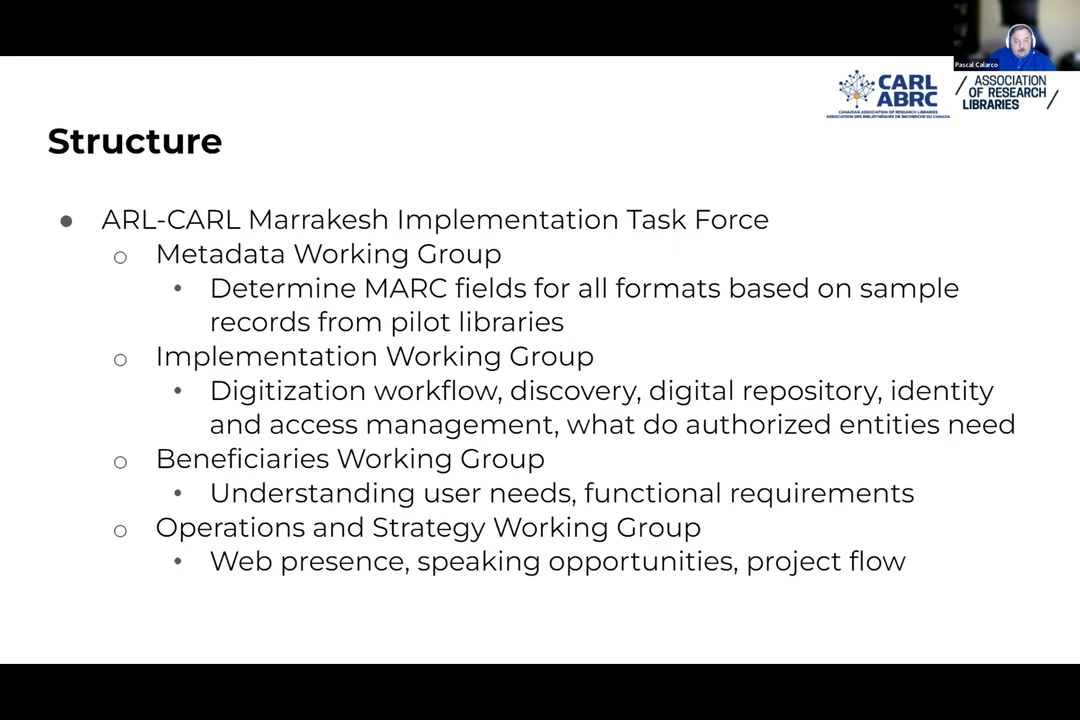 Pascal Calarco
CARL
ABRC
CANADIAN ASSOCIATION OF RESEARCH LIBRARIES
ASSOCIATION DES BIBLIOTHÈQUES DE RECHERCHE DU CANADA
ASSOCIATION
OF RESEARCH
LIBRARIES
Structure
● ARL-CARL Marrakesh Implementation Task Force
○ Metadata Working Group
• Determine MARC fields for all formats based on sample
records from pilot libraries
○ Implementation Working Group
• Digitization workflow, discovery, digital repository, identity
and access management, what do authorized entities need
○ Beneficiaries Working Group
• Understanding user needs, functional requirements
○ Operations and Strategy Working Group
• Web presence, speaking opportunities, project flow